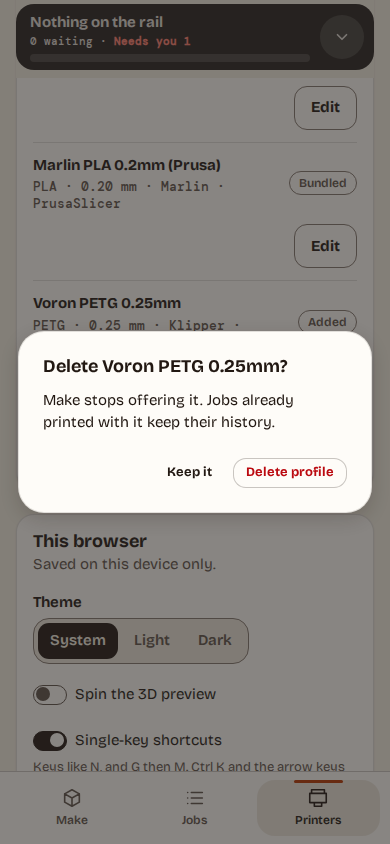 Nothing on the rail
0 waiting · Needs you 1
Edit
Marlin PLA 0.2mm (Prusa)
PLA · 0.20 mm · Marlin ·
PrusaSlicer
Bundled
Edit
Voron PETG 0.25mm
PETG · 0.25 mm · Klipper ·
Added
Delete Voron PETG 0.25mm?
Make stops offering it. Jobs already
printed with it keep their history.
Keep it
Delete profile
This browser
Saved on this device only.
Theme
System
Light
Dark
Spin the 3D preview
Single-key shortcuts
Keys like N, and G then M. Ctrl K and the arrow keys
Make
Jobs
Printers